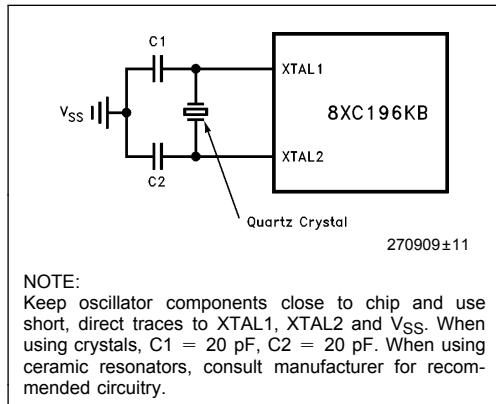 C1
XTAL1
8XC196KB
VSS
C2
XTAL2
Quartz Crystal
270909±11
NOTE:
Keep oscillator components close to chip and use
short, direct traces to XTAL1, XTAL2 and VSS. When
using crystals, C1 = 20 pF, C2 = 20 pF. When using
ceramic resonators, consult manufacturer for recom-
mended circuitry.